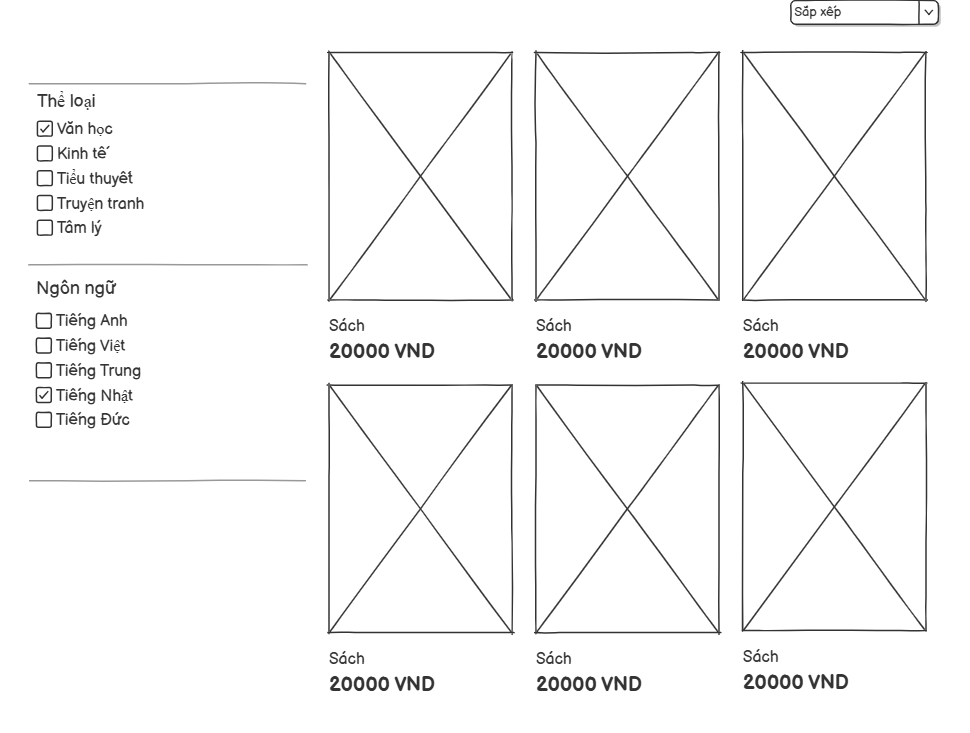 Sắp xếp
Thể loại
Văn học
Kinh tế
Tiểu thuyết
Truyện tranh
Tâm lý
Ngôn ngữ
Tiếng Anh
Tiếng Việt
Tiếng Trung
Tiếng Nhật
Tiếng Đức
Sách
20000 VND
Sách
20000 VND
Sách
20000 VND
Sách
20000 VND
Sách
20000 VND
Sách
20000 VND